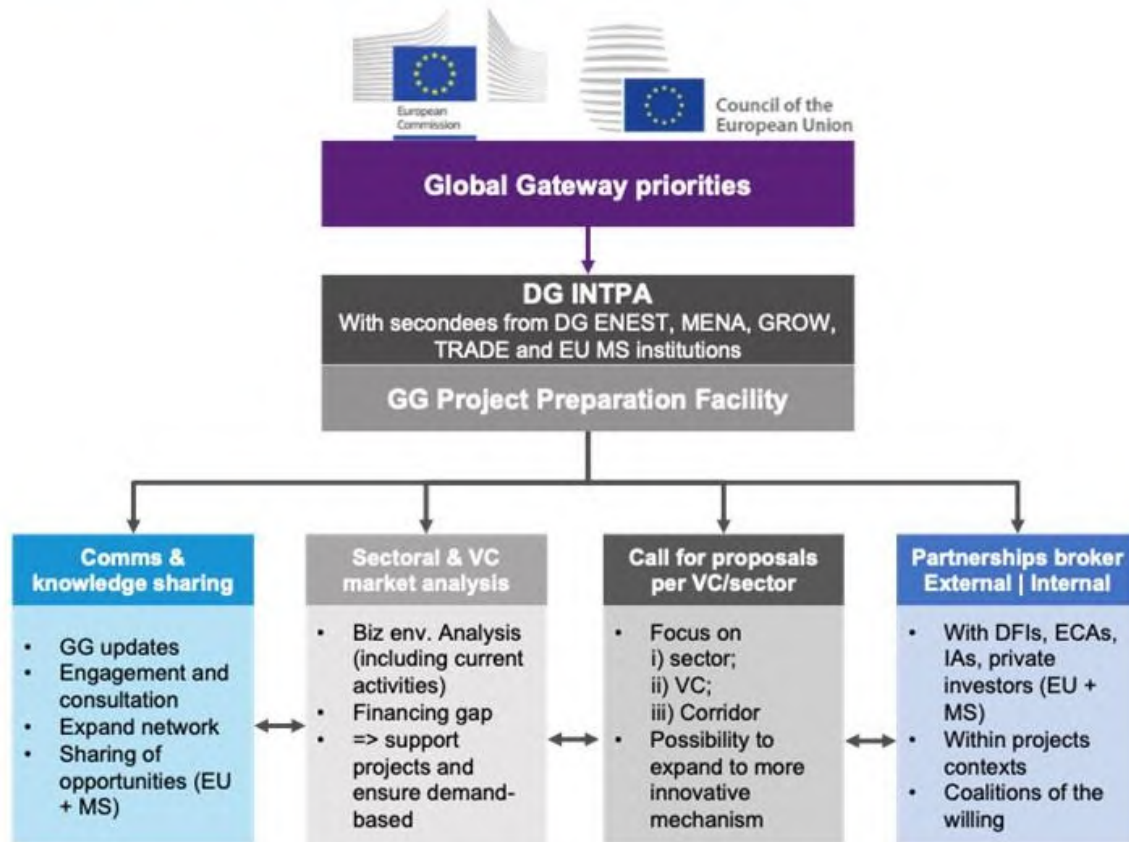 European
Commission
Council of the
European Union
Global Gateway priorities
DG INTPA
With secondees from DG ENEST, MENA, GROW,
TRADE and EU MS institutions
GG Project Preparation Facility
Comms &
knowledge sharing
• GG updates
• Engagement and
consultation
• Expand network
• Sharing of
opportunities (EU
+ MS)
Sectoral & VC
market analysis
• Biz env. Analysis
(including current
activities)
• Financing gap
• => support
projects and
ensure demand-
based
Call for proposals
per VC/sector
• Focus on
i) sector;
ii) VC;
iii) Corridor
• Possibility to
expand to more
innovative
mechanism
Partnerships broker
External | Internal
• With DFIs, ECAs,
IAs, private
investors (EU +
MS)
• Within projects
contexts
• Coalitions of the
willing